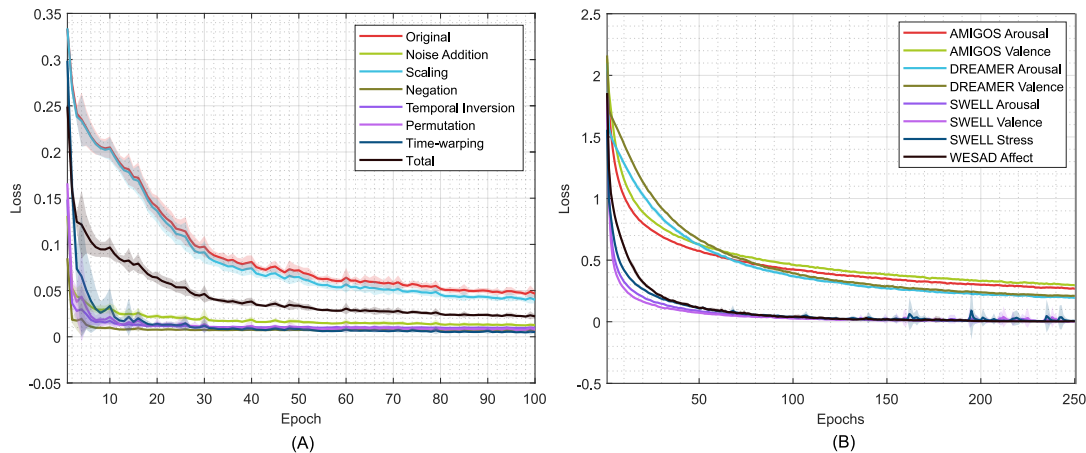 0.35
0.3
0.25
0.2
0.15
0.1
0.05
0
-0.05
Loss
10 20 30 40 50 60 70 80 90 100
Epoch
(A)
Original
Noise Addition
Scaling
Negation
Temporal Inversion
Permutation
Time-warping
Total
2.5
2
1.5
1
0.5
0
-0.5
Loss
50 100 150 200 250
Epochs
(B)
AMIGOS Arousal
AMIGOS Valence
DREAMER Arousal
DREAMER Valence
SWELL Arousal
SWELL Valence
SWELL Stress
WESAD Affect